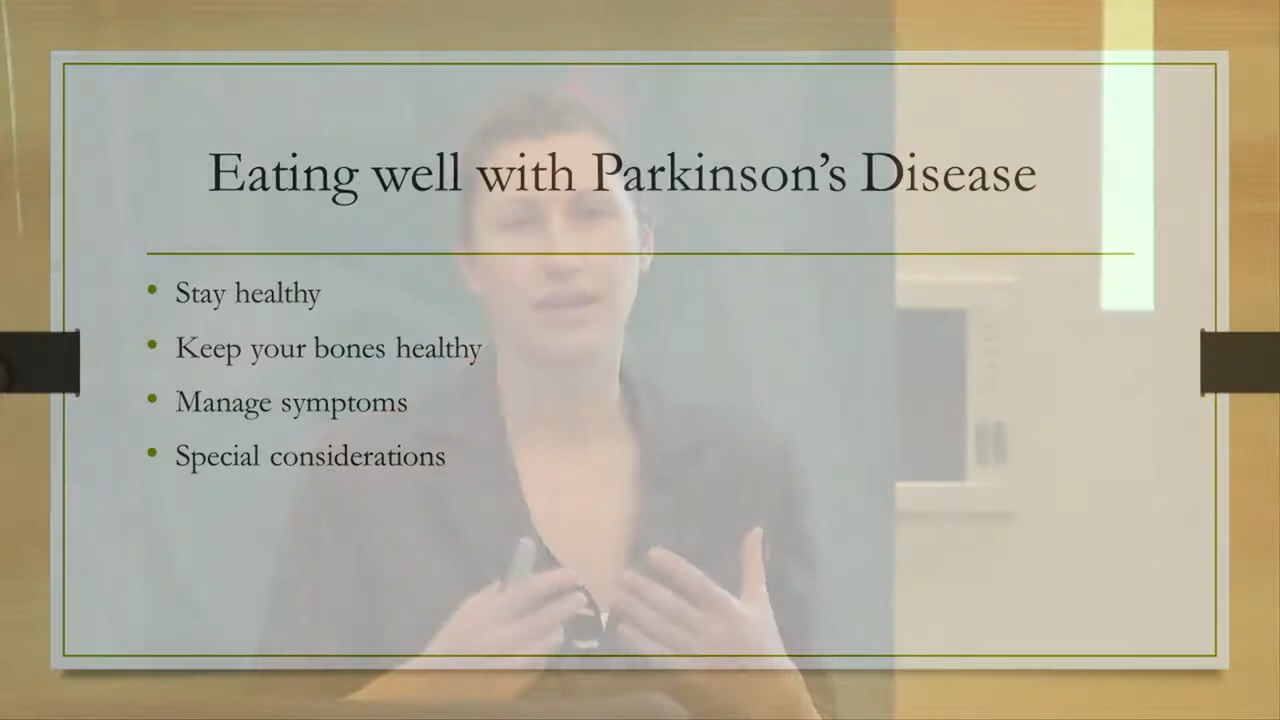 Eating well with Parkinson’s Disease
• Stay healthy
• Keep your bones healthy
• Manage symptoms
• Special considerations